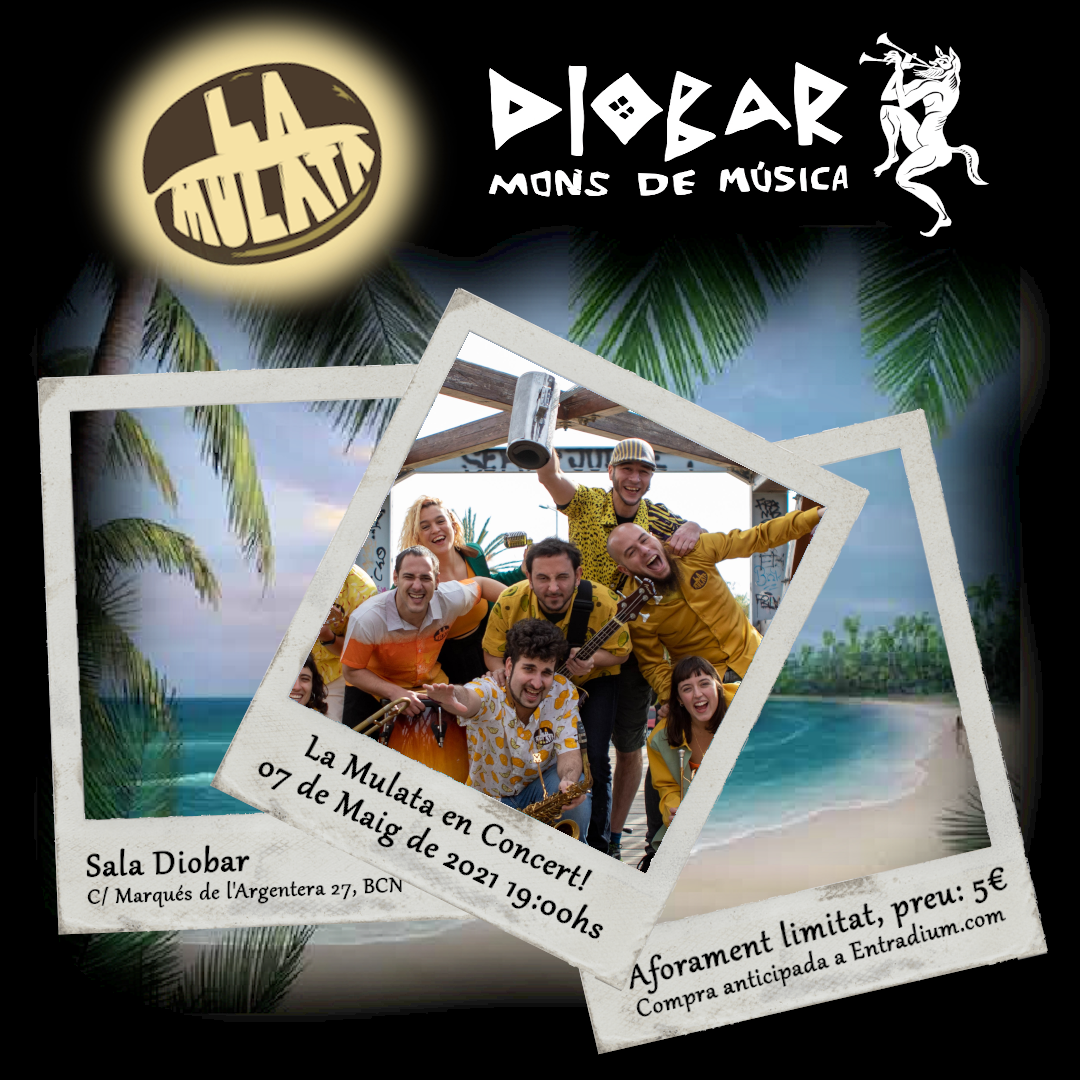 LA
MULATA
DIOBAR
MONS DE MÚSICA
La Mulata en Concert!
07 de Maig de 2021 19:00hs
Sala Diobar
C/ Marqués de l'Argentera 27, BCN
Aforament limitat, preu: 5€
Compra anticipada a Entradium.com